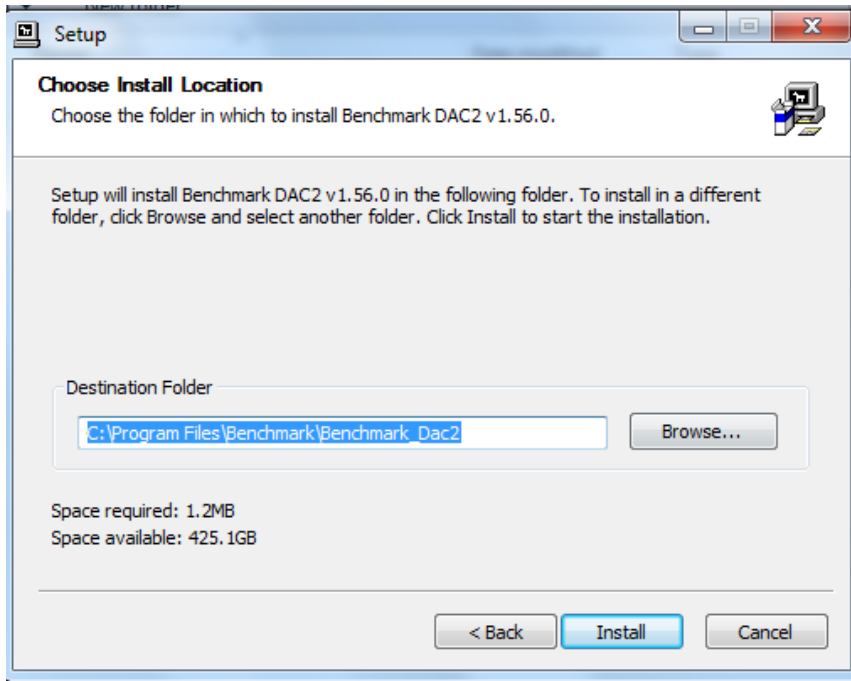 New folder
Setup
Choose Install Location
Choose the folder in which to install Benchmark DAC2 v1.56.0.
Setup will install Benchmark DAC2 v1.56.0 in the following folder. To install in a different
folder, click Browse and select another folder. Click Install to start the installation.
Destination Folder
C:\Program Files\Benchmark\Benchmark_Dac2
Browse...
Space required: 1.2MB
Space available: 425.1GB
< Back
Install
Cancel